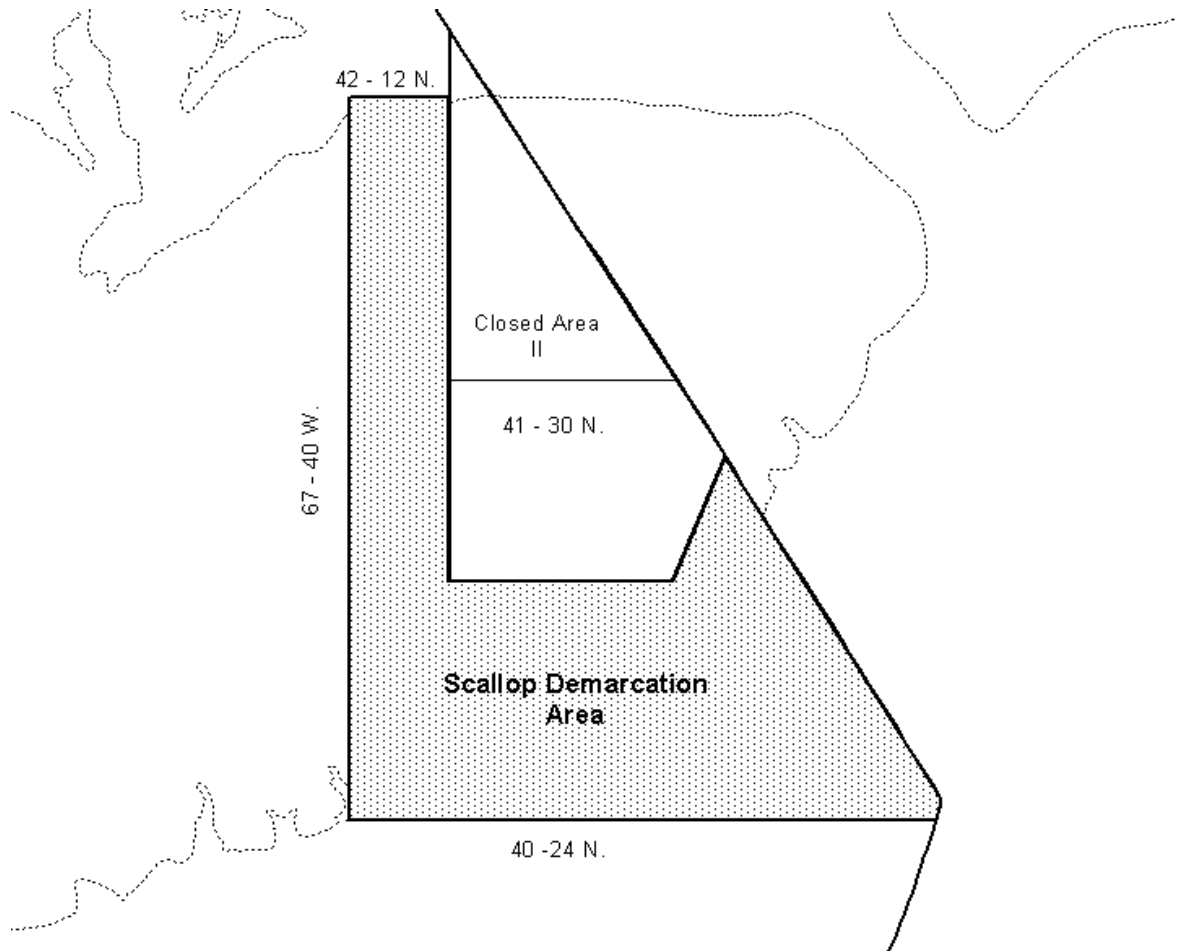 42 - 12 N.
Closed Area
II
41 - 30 N.
67 - 40 W.
Scallop Demarcation
Area
40 -24 N.